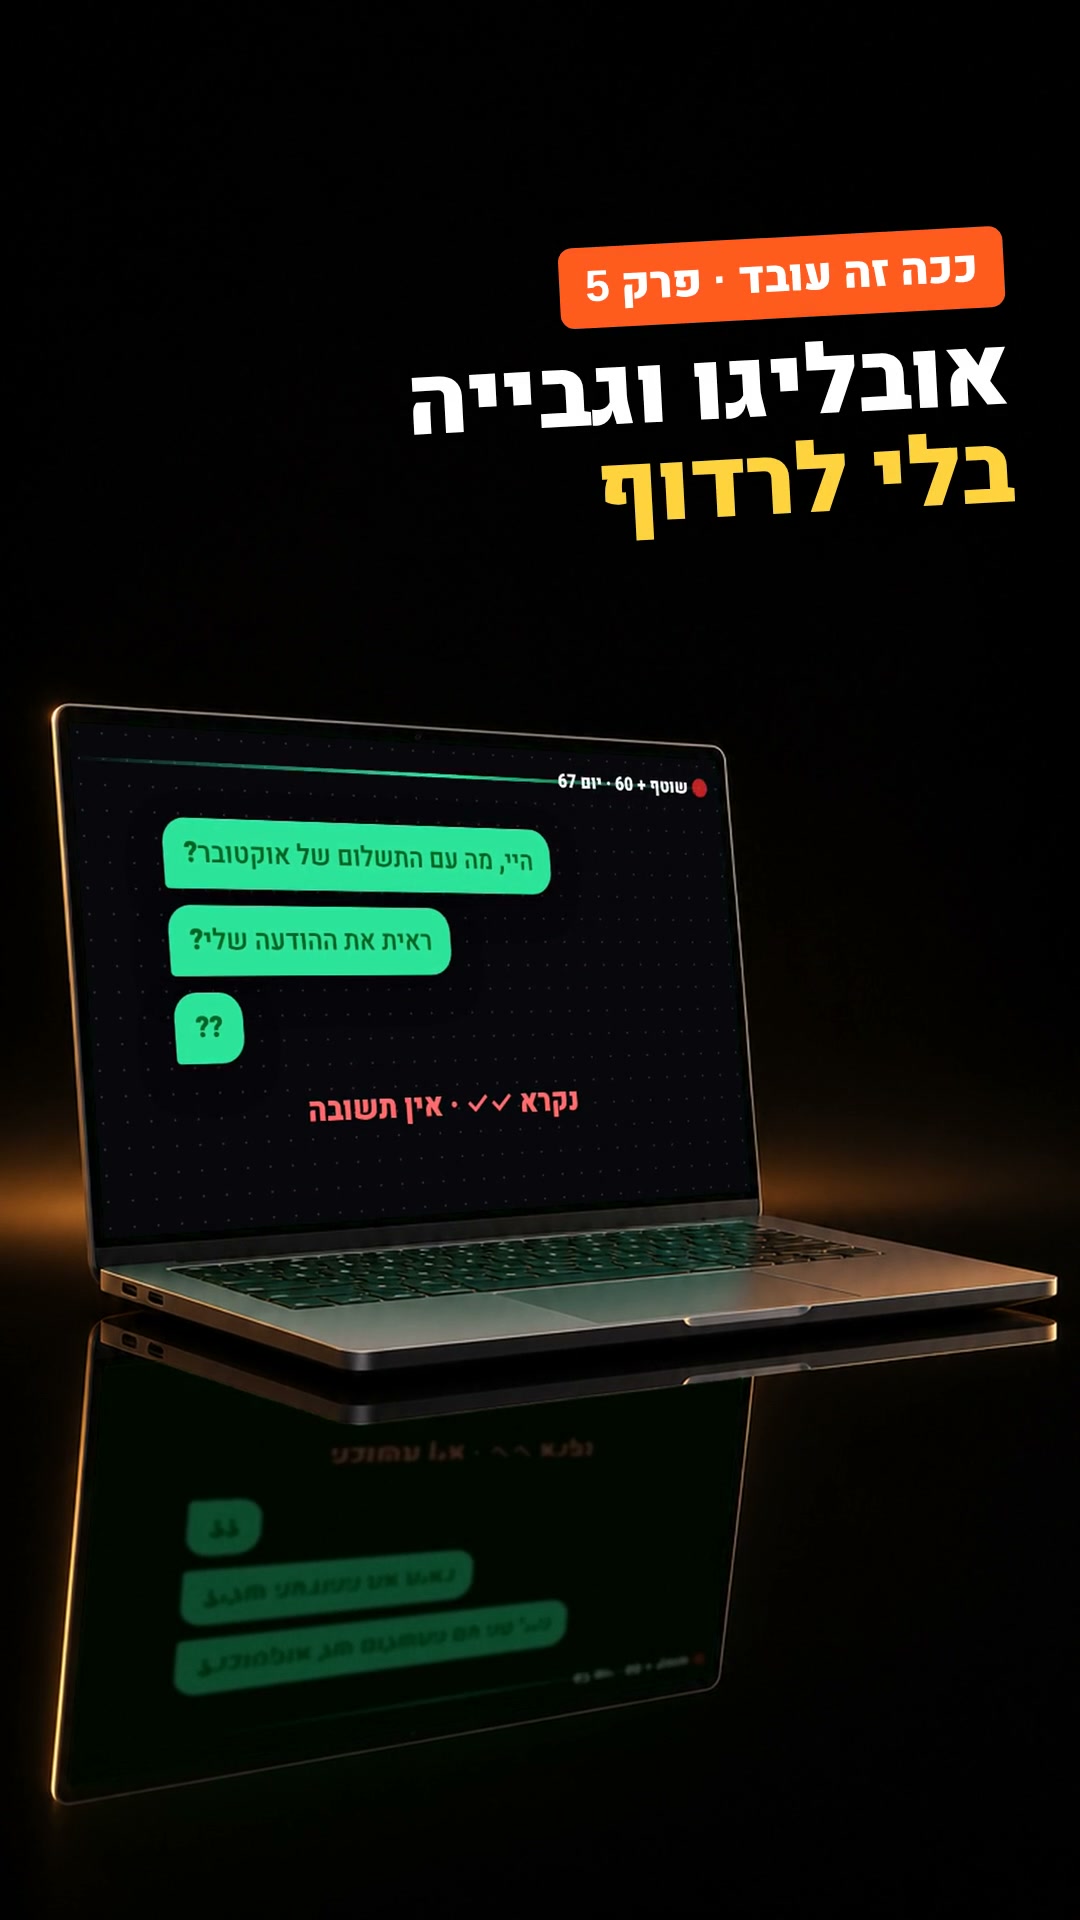 ככה זה עובד · פרק 5
אובליגו וגבייה
בלי לרדוף
שוטף + 60 · יום 67
היי, מה עם התשלום של אוקטובר?
ראית את ההודעה שלי?
??
נקרא ✓✓ · אין תשובה